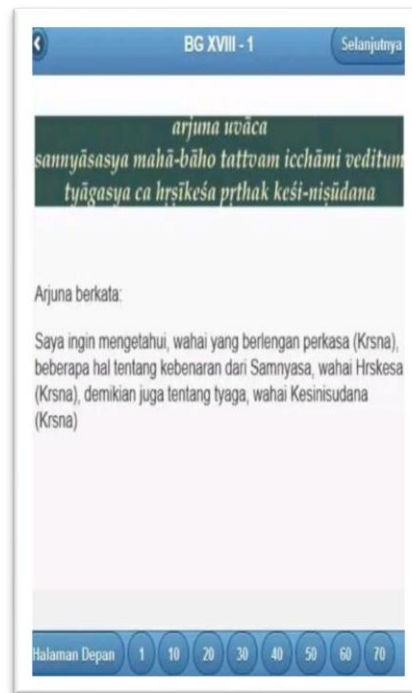 BG XVIII - 1
Selanjutnya
arjuna uvāca
sannyāsasya mahā-bāho tattvam icchāmi veditum
tyāgasya ca hṛṣīkeśa pṛthak keśi-niṣūdana
Arjuna berkata:
Saya ingin mengetahui, wahai yang berlengan perkasa (Krsna),
beberapa hal tentang kebenaran dari Samnyasa, wahai Hrskesa
(Krsna), demikian juga tentang tyaga, wahai Kesinisudana
(Krsna)
Halaman Depan 1 10 20 30 40 50 60 70